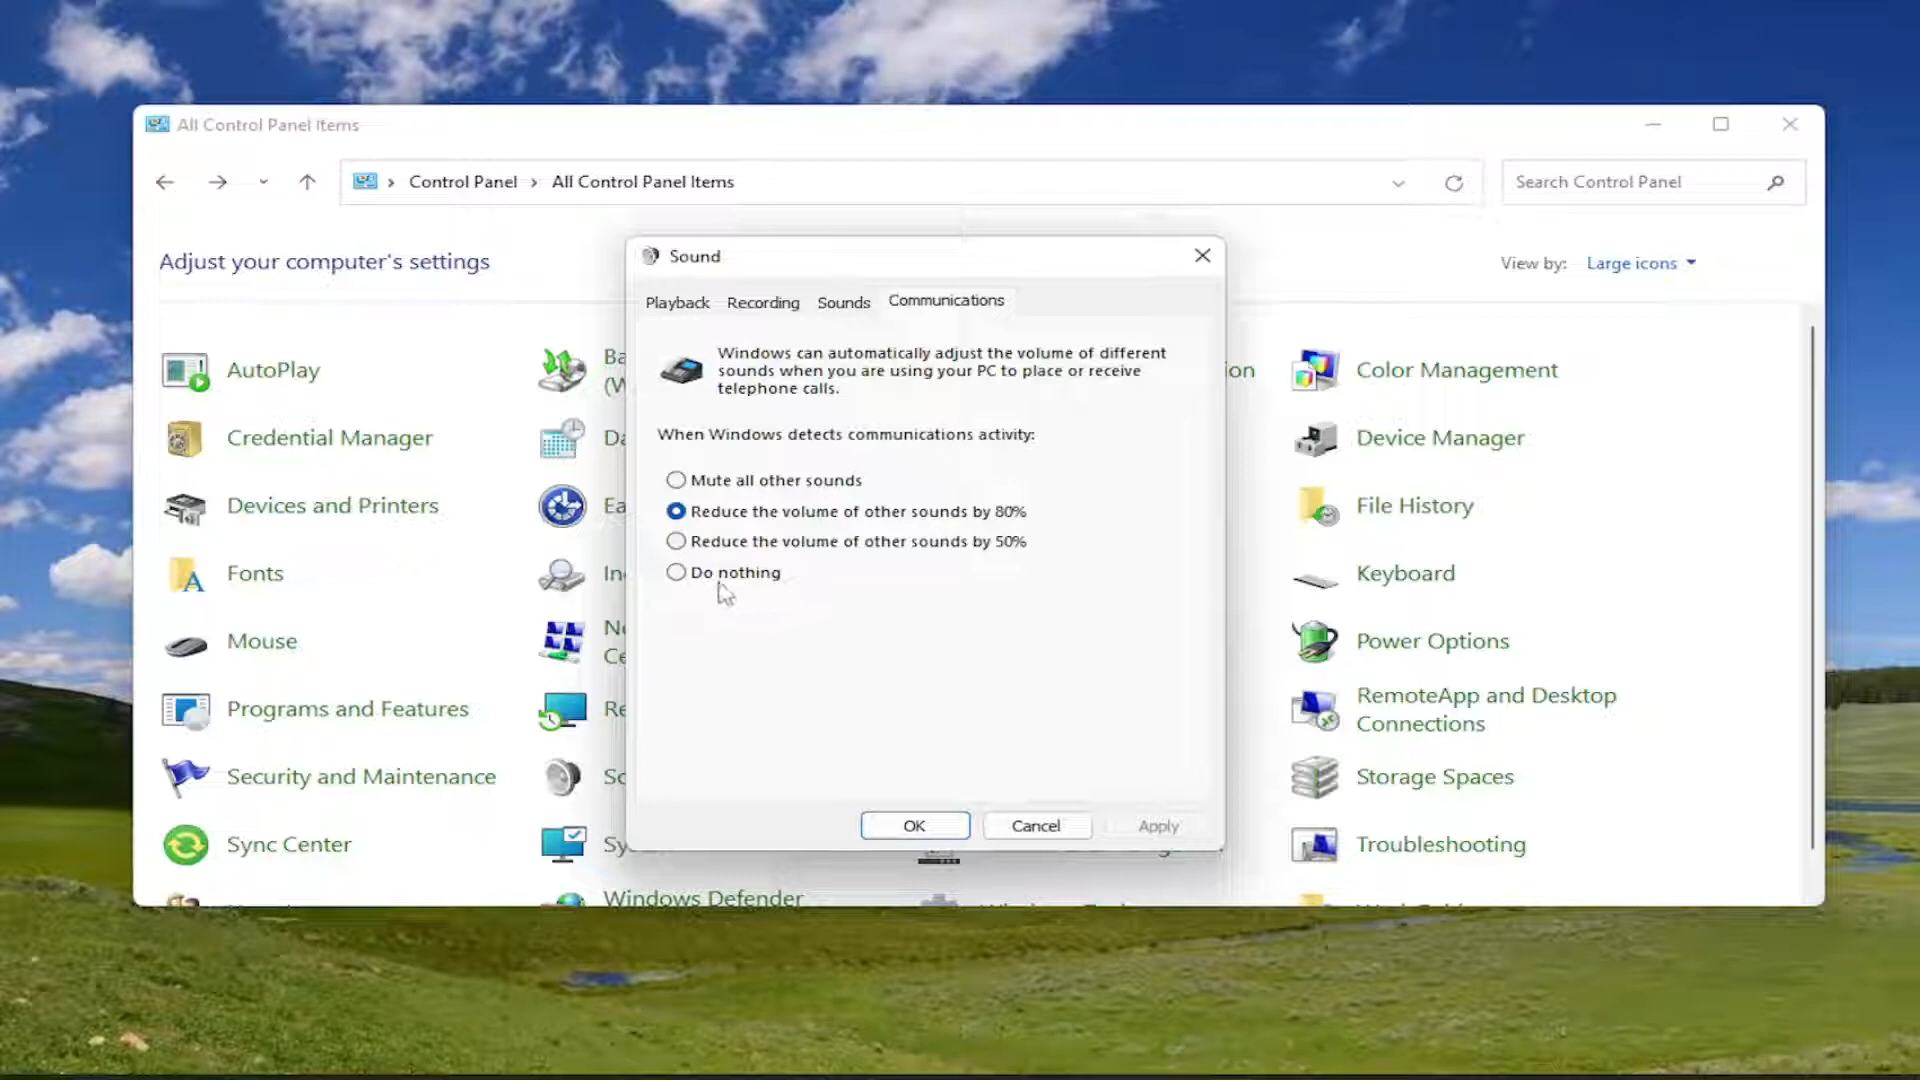 All Control Panel Items
Control Panel
All Control Panel Items
Search Control Panel
Adjust your computer's settings
View by:
Large icons
Sound
Playback
Recording
Sounds
Communications
Windows can automatically adjust the volume of different
sounds when you are using your PC to place or receive
telephone calls.
When Windows detects communications activity:
Mute all other sounds
Reduce the volume of other sounds by 80%
Reduce the volume of other sounds by 50%
Do nothing
OK
Cancel
Apply
AutoPlay
Color Management
Credential Manager
Device Manager
Devices and Printers
File History
Fonts
Keyboard
Mouse
Power Options
Programs and Features
RemoteApp and Desktop
Connections
Security and Maintenance
Storage Spaces
Sync Center
Troubleshooting
Windows Defender